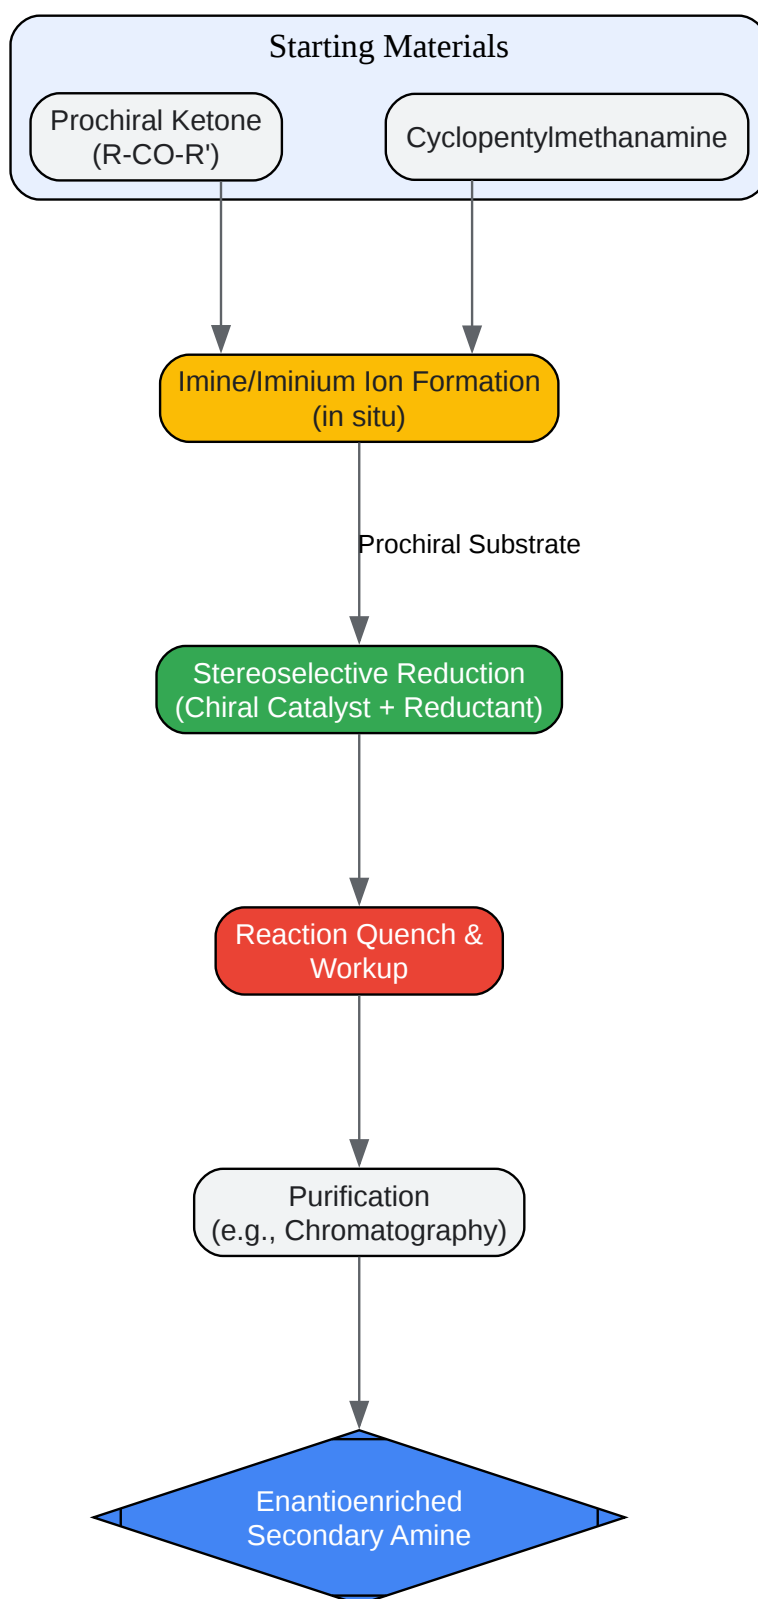 Starting Materials
Prochiral Ketone
(R-CO-R')
Cyclopentylmethanamine
Imine/Iminium Ion Formation
(in situ)
Prochiral Substrate
Stereoselective Reduction
(Chiral Catalyst + Reductant)
Reaction Quench &
Workup
Purification
(e.g., Chromatography)
Enantioenriched
Secondary Amine